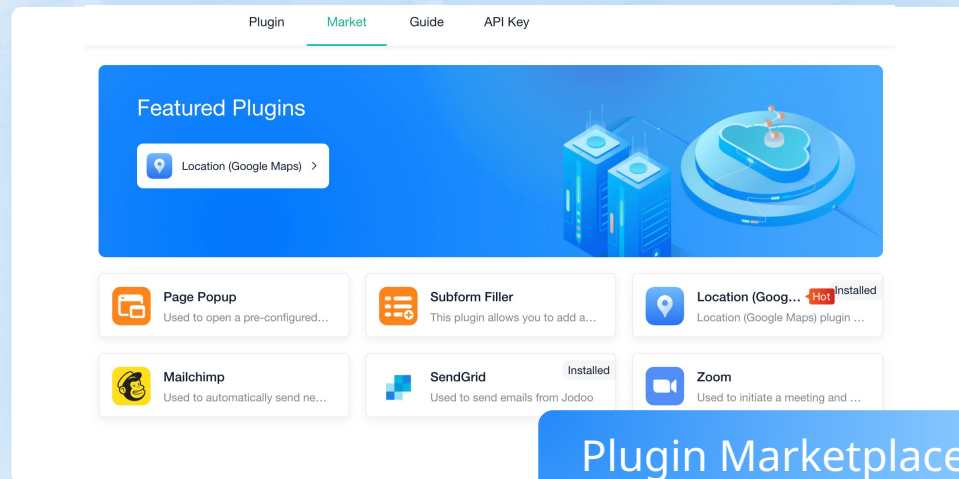 Plugin Market Guide API Key
Featured Plugins
Location (Google Maps)
Page Popup
Used to open a pre-configured...
Subform Filler
This plugin allows you to add a...
Location (Goog... Hot Installed
Location (Google Maps) plugin ...
Mailchimp
Used to automatically send ne...
SendGrid Installed
Used to send emails from Jodoo
Zoom
Used to initiate a meeting and ...
Plugin Marketplace